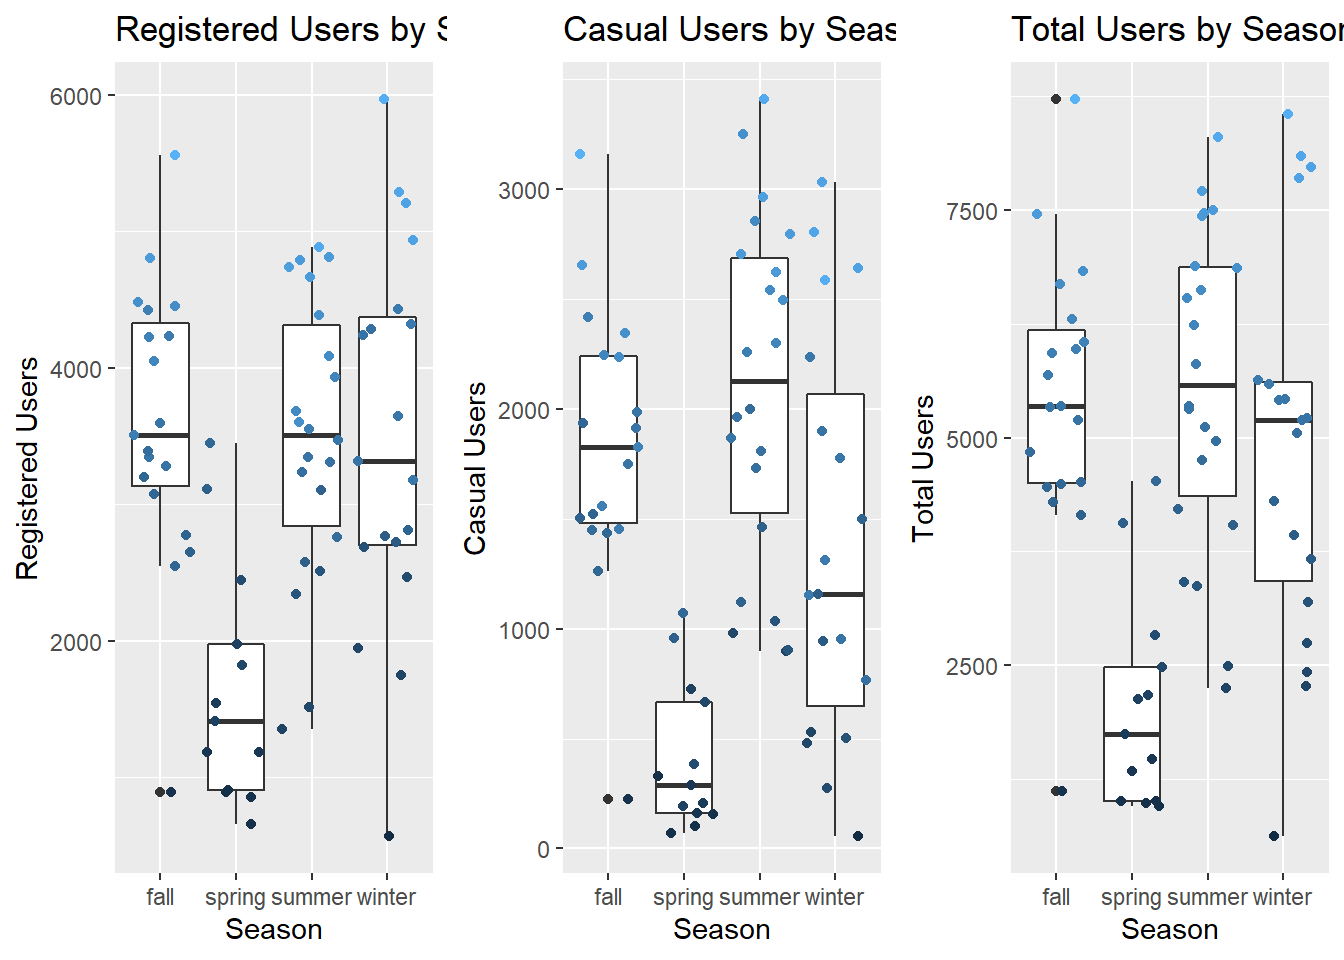 Registered Users by S
6000
4000
2000
Registered Users
fall spring summer winter
Season
Casual Users by Seas
3000
2000
1000
0
Casual Users
fall spring summer winter
Season
Total Users by Season
7500
5000
2500
Total Users
fall spring summer winter
Season